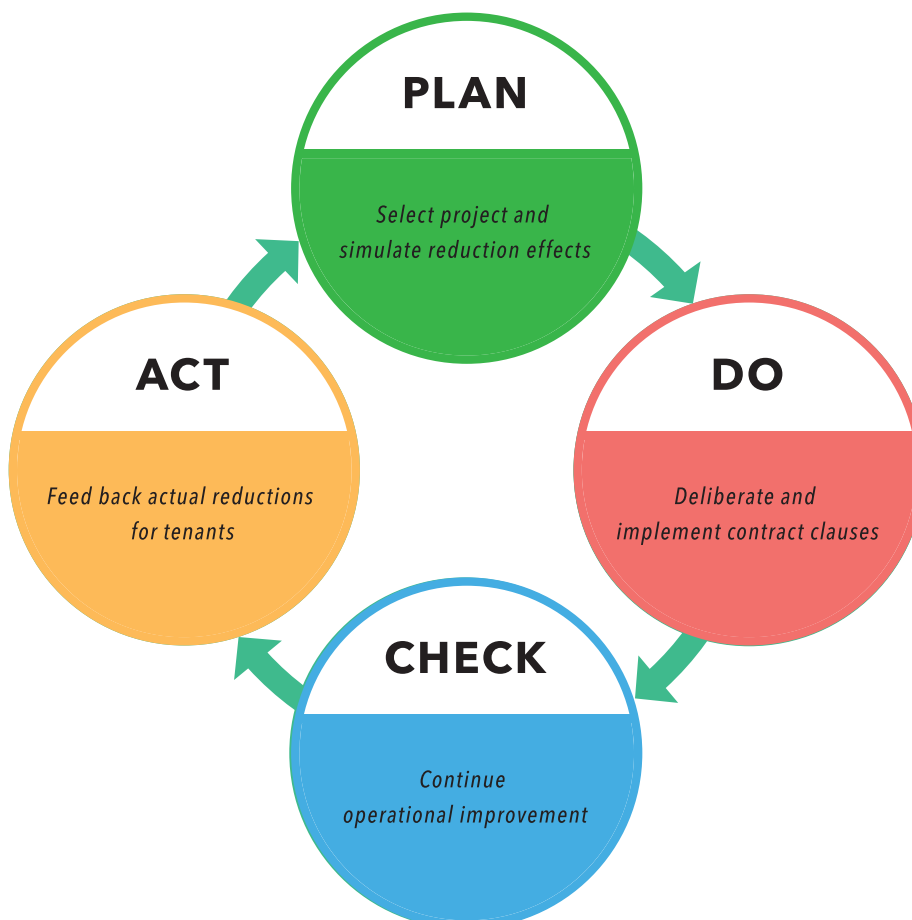 PLAN
Select project and
simulate reduction effects
DO
Deliberate and
implement contract clauses
CHECK
Continue
operational improvement
ACT
Feed back actual reductions
for tenants